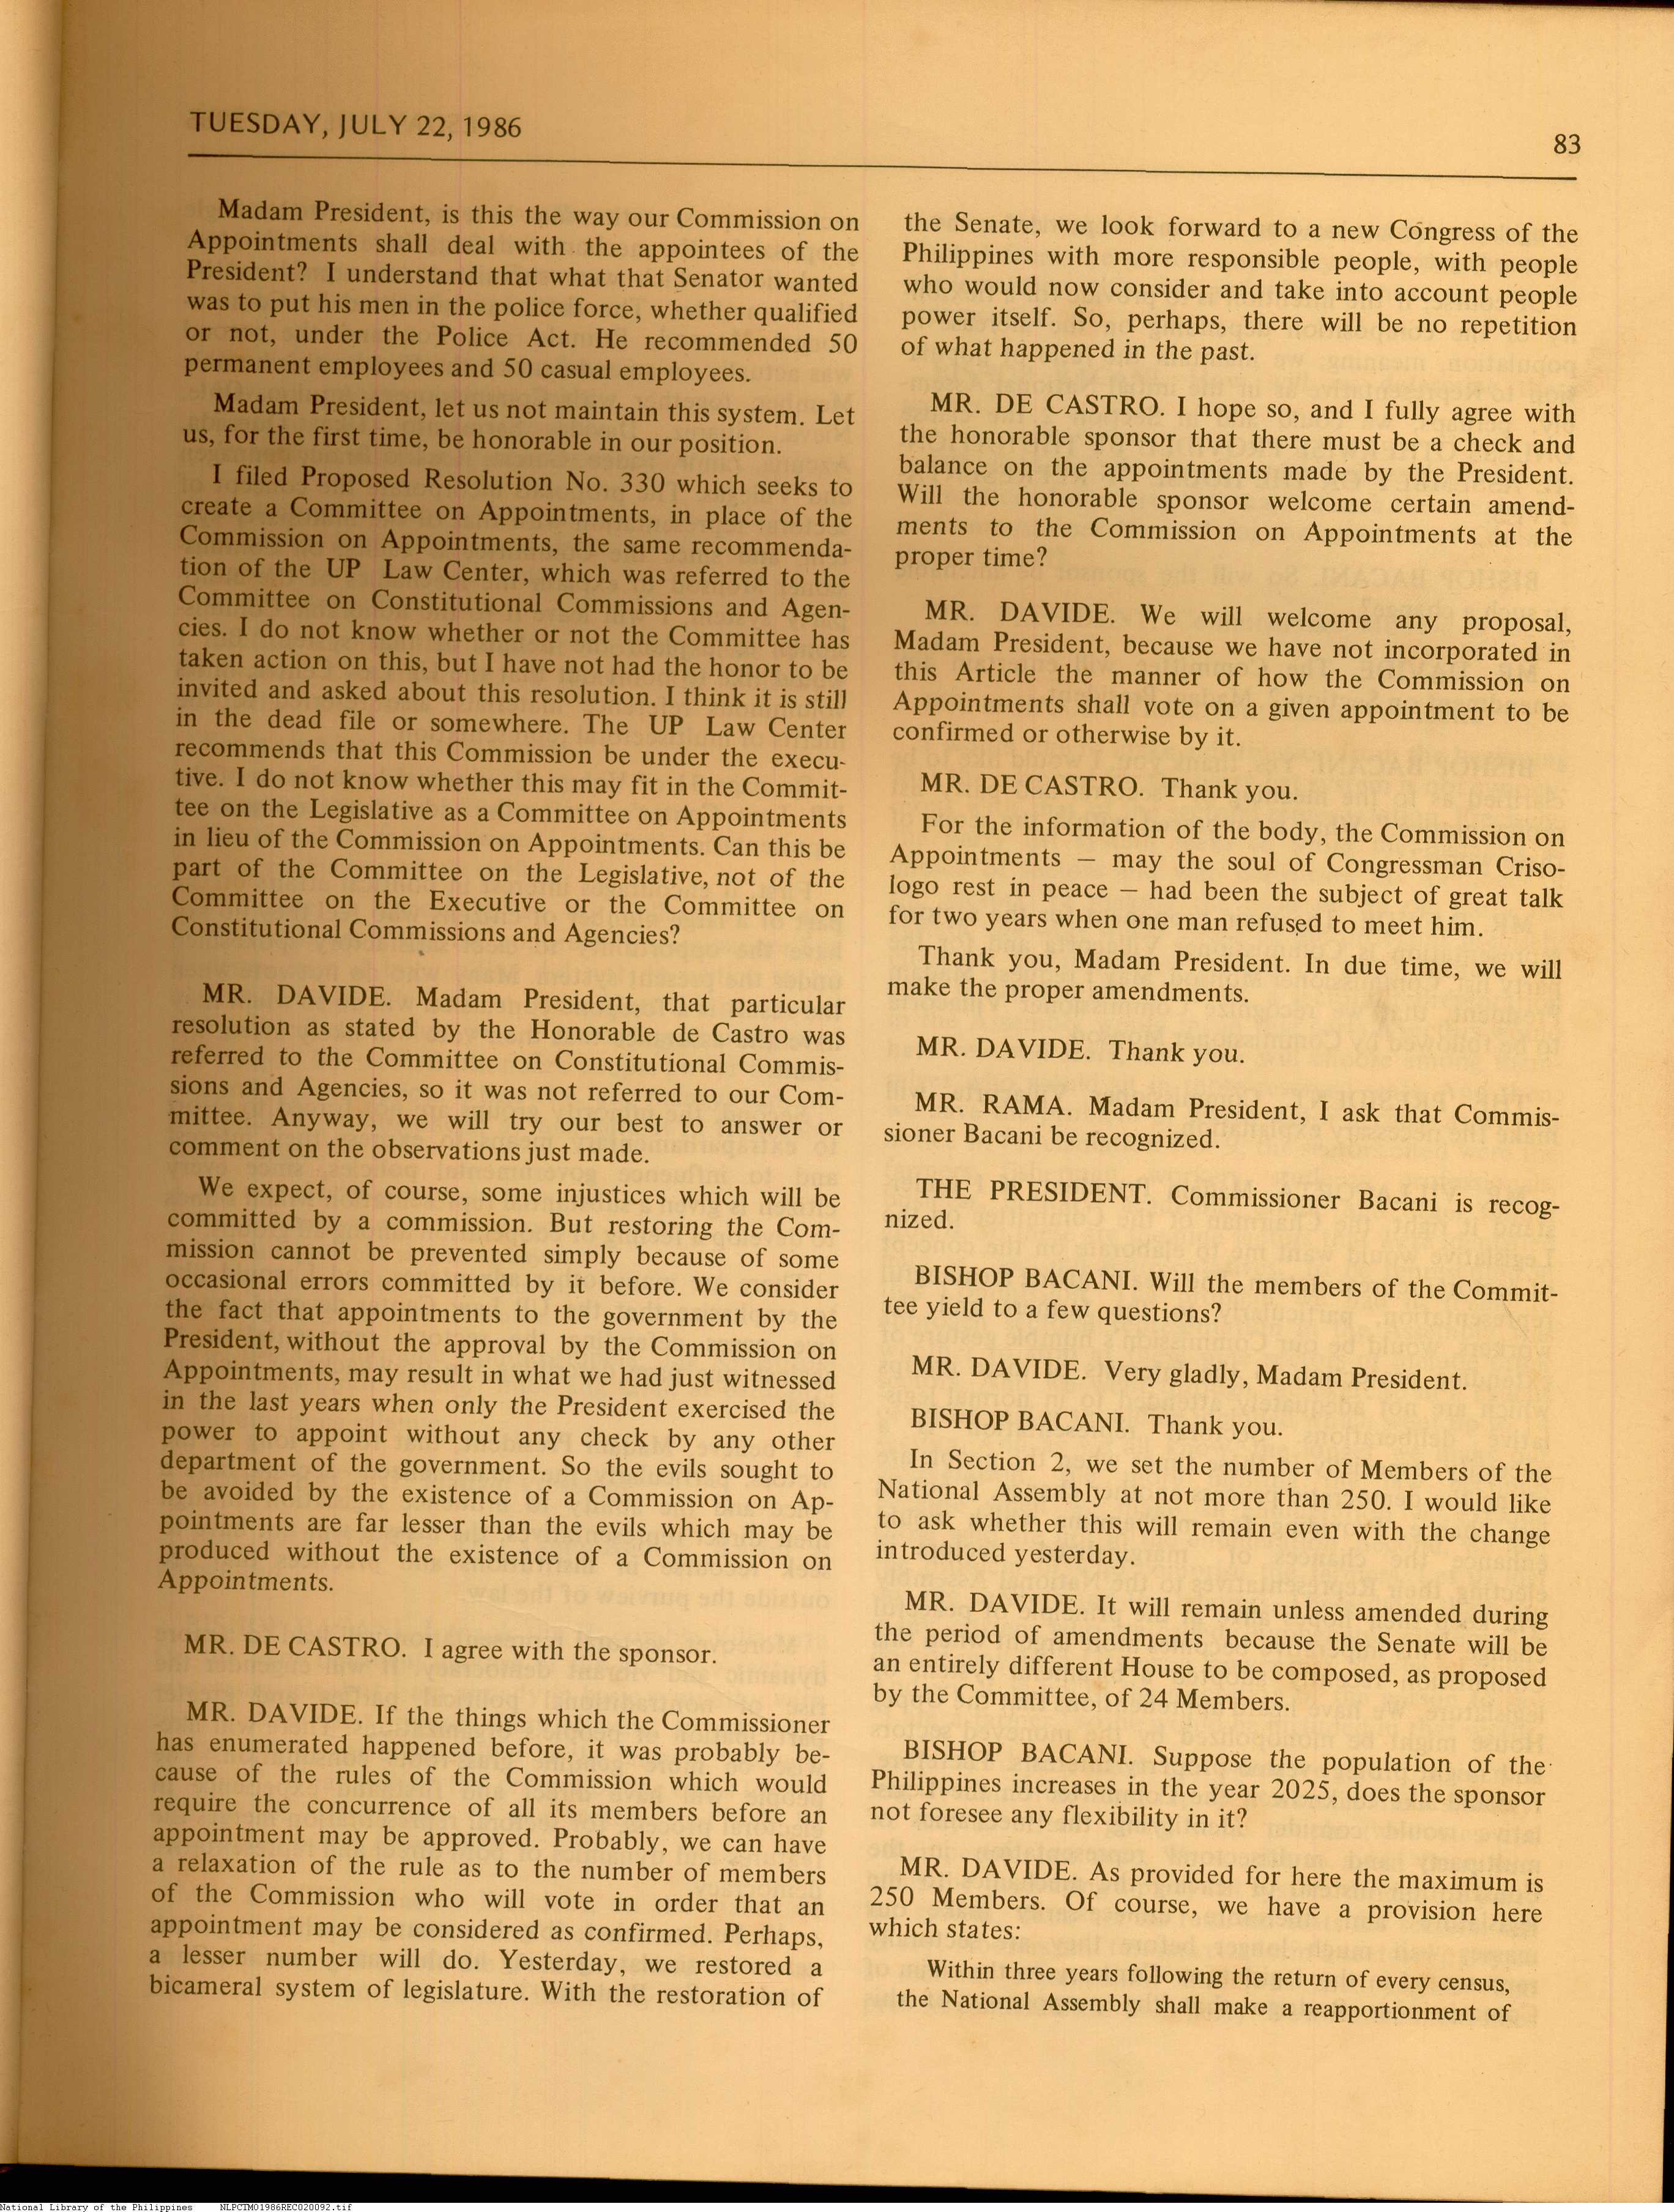 TUESDAY, JULY 22, 1986
83
Madam President, is this the way our Commission on
Appointments shall deal with the appointees of the
President? I understand that what that Senator wanted
was to put his men in the police force, whether qualified
or not, under the Police Act. He recommended 50
permanent employees and 50 casual employees.
Madam President, let us not maintain this system. Let
us, for the first time, be honorable in our position.
I filed Proposed Resolution No. 330 which seeks to
create a Committee on Appointments, in place of the
Commission on Appointments, the same recommenda-
tion of the UP Law Center, which was referred to the
Committee on Constitutional Commissions and Agen-
cies. I do not know whether or not the Committee has
taken action on this, but I have not had the honor to be
invited and asked about this resolution. I think it is still
in the dead file or somewhere. The UP Law Center
recommends that this Commission be under the execu-
tive. I do not know whether this may fit in the Commit-
tee on the Legislative as a Committee on Appointments
in lieu of the Commission on Appointments. Can this be
part of the Committee on the Legislative, not of the
Committee on the Executive or the Committee on
Constitutional Commissions and Agencies?
MR. DAVIDE. Madam President, that particular
resolution as stated by the Honorable de Castro was
referred to the Committee on Constitutional Commis-
sions and Agencies, so it was not referred to our Com-
mittee. Anyway, we will try our best to answer or
comment on the observations just made.
We expect, of course, some injustices which will be
committed by a commission. But restoring the Com-
mission cannot be prevented simply because of some
occasional errors committed by it before. We consider
the fact that appointments to the government by the
President, without the approval by the Commission on
Appointments, may result in what we had just witnessed
in the last years when only the President exercised the
power to appoint without any check by any other
department of the government. So the evils sought to
be avoided by the existence of a Commission on Ap-
pointments are far lesser than the evils which may be
produced without the existence of a Commission on
Appointments.
MR. DE CASTRO. I agree with the sponsor.
MR. DAVIDE. If the things which the Commissioner
has enumerated happened before, it was probably be-
cause of the rules of the Commission which would
require the concurrence of all its members before an
appointment may be approved. Probably, we can have
a relaxation of the rule as to the number of members
of the Commission who will vote in order that an
appointment may be considered as confirmed. Perhaps,
a lesser number will do. Yesterday, we restored a
bicameral system of legislature. With the restoration of
the Senate, we look forward to a new Congress of the
Philippines with more responsible people, with people
who would now consider and take into account people
power itself. So, perhaps, there will be no repetition
of what happened in the past.
MR. DE CASTRO. I hope so, and I fully agree with
the honorable sponsor that there must be a check and
balance on the appointments made by the President.
Will the honorable sponsor welcome certain amend-
ments to the Commission on Appointments at the
proper time?
MR. DAVIDE. We will welcome any proposal,
Madam President, because we have not incorporated in
this Article the manner of how the Commission on
Appointments shall vote on a given appointment to be
confirmed or otherwise by it.
MR. DE CASTRO. Thank you.
For the information of the body, the Commission on
Appointments — may the soul of Congressman Criso-
logo rest in peace — had been the subject of great talk
for two years when one man refused to meet him.
Thank you, Madam President. In due time, we will
make the proper amendments.
MR. DAVIDE. Thank you.
MR. RAMA. Madam President, I ask that Commis-
sioner Bacani be recognized.
THE PRESIDENT. Commissioner Bacani is recog-
nized.
BISHOP BACANI. Will the members of the Commit-
tee yield to a few questions?
MR. DAVIDE. Very gladly, Madam President.
BISHOP BACANI. Thank you.
In Section 2, we set the number of Members of the
National Assembly at not more than 250. I would like
to ask whether this will remain even with the change
introduced yesterday.
MR. DAVIDE. It will remain unless amended during
the period of amendments because the Senate will be
an entirely different House to be composed, as proposed
by the Committee, of 24 Members.
BISHOP BACANI. Suppose the population of the
Philippines increases in the year 2025, does the sponsor
not foresee any flexibility in it?
MR. DAVIDE. As provided for here the maximum is
250 Members. Of course, we have a provision here
which states:
Within three years following the return of every census,
the National Assembly shall make a reapportionment of
National Library of the Philippines NLPCTM01986REC020092.tif